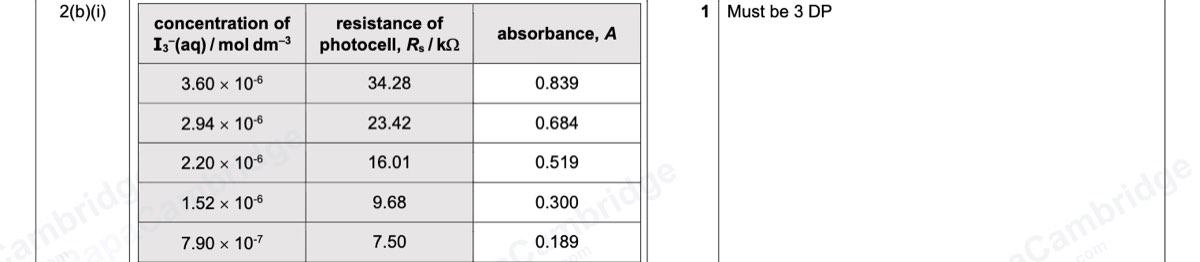 2(b)(i)
concentration of I₃⁻(aq) / mol dm⁻³ resistance of photocell, Rₛ / kΩ absorbance, A
3.60 × 10⁻⁶ 34.28 0.839
2.94 × 10⁻⁶ 23.42 0.684
2.20 × 10⁻⁶ 16.01 0.519
1.52 × 10⁻⁶ 9.68 0.300
7.90 × 10⁻⁷ 7.50 0.189
1 Must be 3 DP